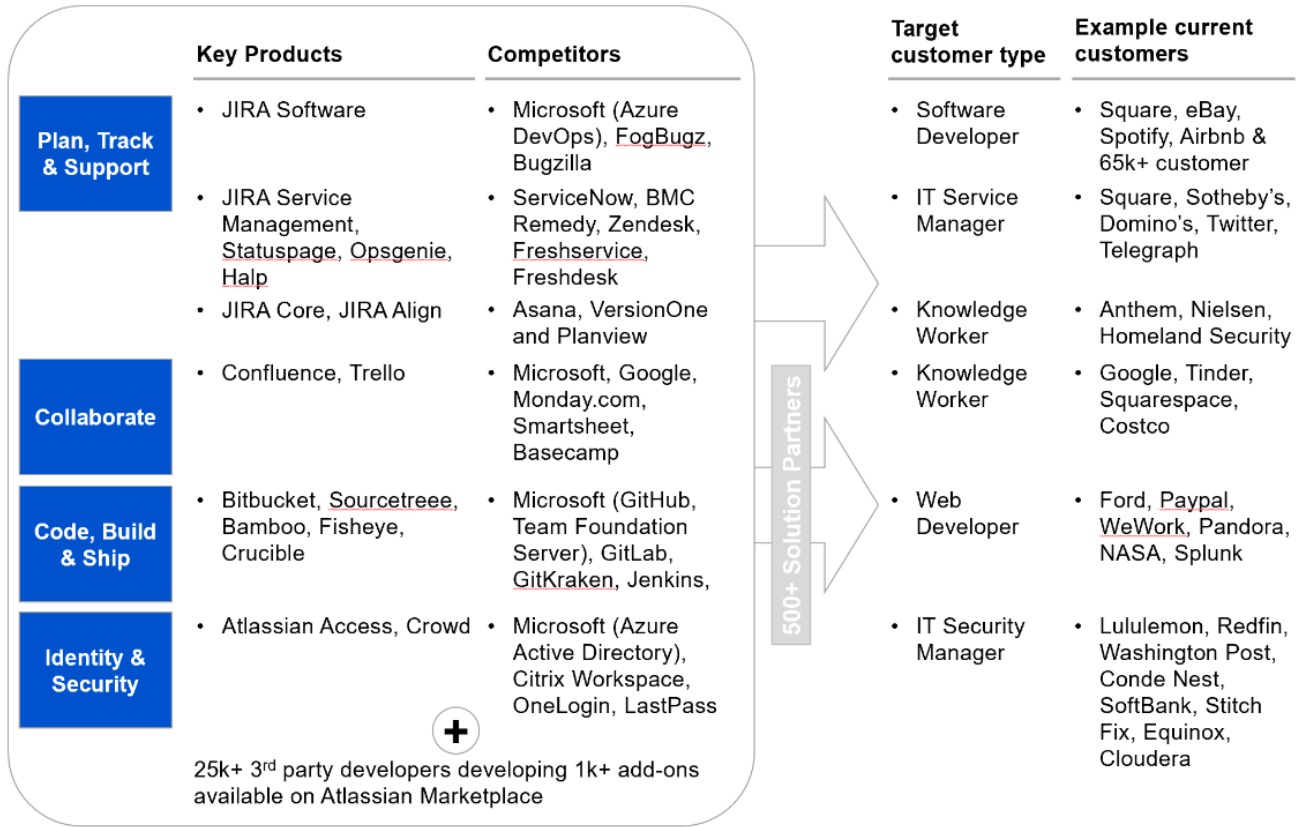 Key Products
Competitors
Target
customer type
Example current
customers
Plan, Track
& Support
• JIRA Software
• Microsoft (Azure
DevOps), FogBugz,
Bugzilla
• Software
Developer
• Square, eBay,
Spotify, Airbnb &
65k+ customer
• JIRA Service
Management,
Statuspage, Opsgenie,
Halp
• ServiceNow, BMC
Remedy, Zendesk,
Freshservice,
Freshdesk
• IT Service
Manager
• Square, Sotheby's,
Domino's, Twitter,
Telegraph
• JIRA Core, JIRA Align
• Asana, VersionOne
and Planview
• Knowledge
Worker
• Anthem, Nielsen,
Homeland Security
Collaborate
• Confluence, Trello
• Microsoft, Google,
Monday.com,
Smartsheet,
Basecamp
• Knowledge
Worker
• Google, Tinder,
Squarespace,
Costco
Code, Build
& Ship
• Bitbucket, Sourcetreee,
Bamboo, Fisheye,
Crucible
• Microsoft (GitHub,
Team Foundation
Server), GitLab,
GitKraken, Jenkins,
• Web
Developer
• Ford, Paypal,
WeWork, Pandora,
NASA, Splunk
Identity &
Security
• Atlassian Access, Crowd
• Microsoft (Azure
Active Directory),
Citrix Workspace,
OneLogin, LastPass
• IT Security
Manager
• Lululemon, Redfin,
Washington Post,
Conde Nest,
SoftBank, Stitch
Fix, Equinox,
Cloudera
500+ Solution Partners
+
25k+ 3rd party developers developing 1k+ add-ons
available on Atlassian Marketplace